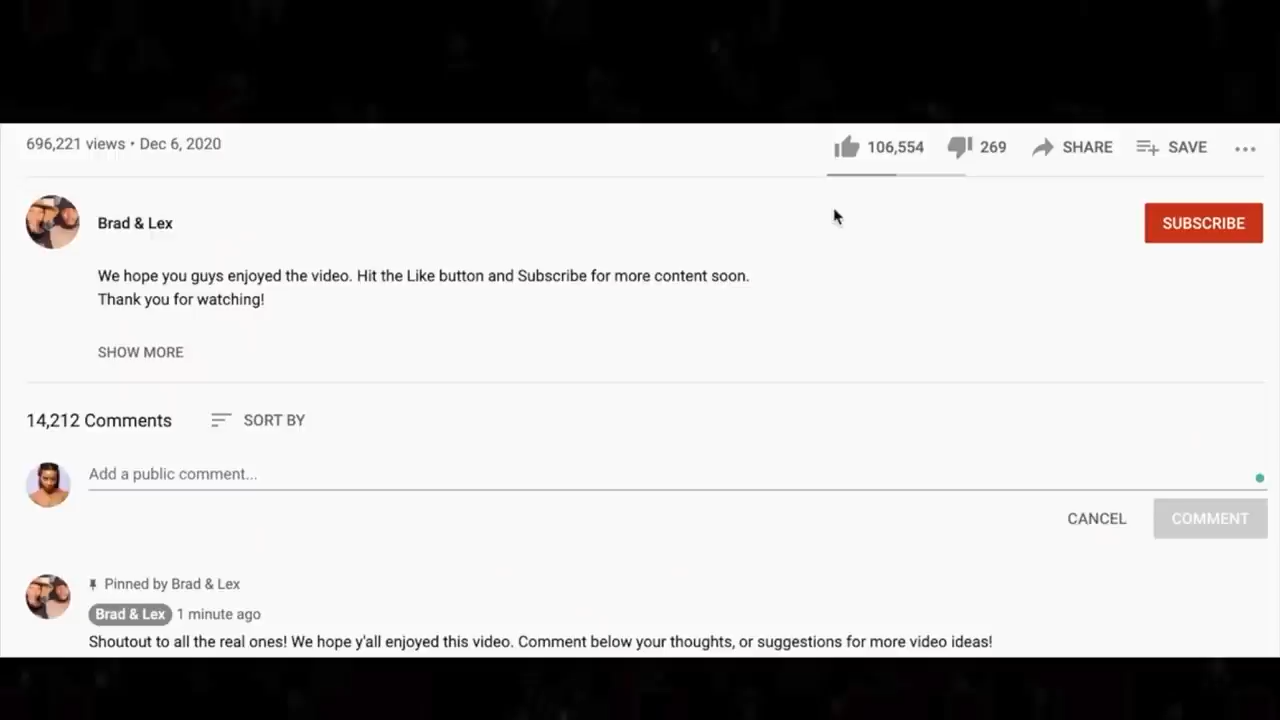 696,221 views • Dec 6, 2020
106,554
269
SHARE
SAVE
Brad & Lex
SUBSCRIBE
We hope you guys enjoyed the video. Hit the Like button and Subscribe for more content soon.
Thank you for watching!
SHOW MORE
14,212 Comments
SORT BY
Add a public comment...
CANCEL
COMMENT
Pinned by Brad & Lex
Brad & Lex 1 minute ago
Shoutout to all the real ones! We hope y'all enjoyed this video. Comment below your thoughts, or suggestions for more video ideas!